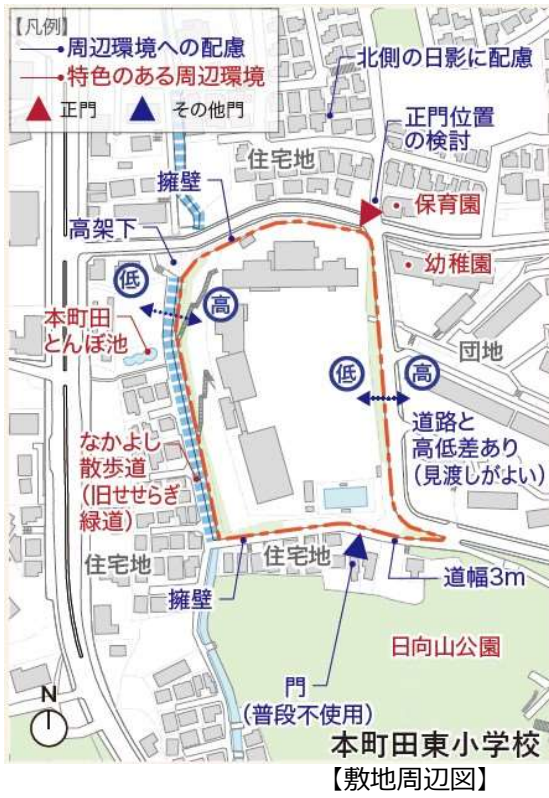 【凡例】
周辺環境への配慮
特色のある周辺環境
正門
その他門
北側の日影に配慮
正門位置
の検討
住宅地
擁壁
保育園
高架下
幼稚園
低
高
本町田
とんぼ池
団地
低
高
道路と
高低差あり
(見渡しがよい)
なかよし
散歩道
(旧せせらぎ
緑道)
住宅地
住宅地
擁壁
道幅3m
日向山公園
門
(普段不使用)
N
本町田東小学校
【敷地周辺図】